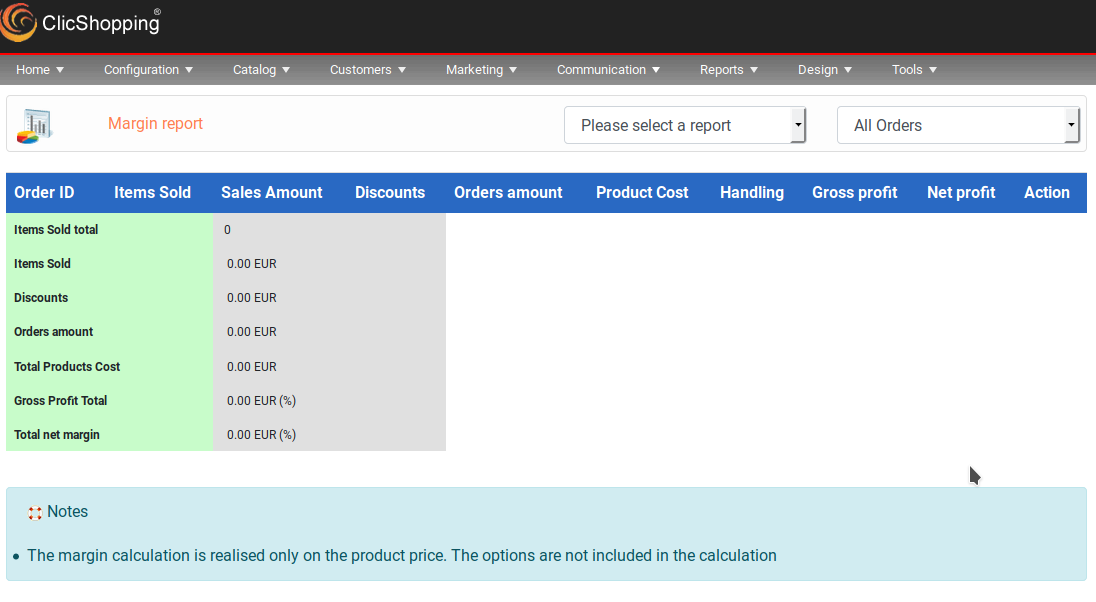 ClicShopping®
Home Configuration Catalog Customers Marketing Communication Reports Design Tools
Margin report Please select a report All Orders
Order ID Items Sold Sales Amount Discounts Orders amount Product Cost Handling Gross profit Net profit Action
Items Sold total 0
Items Sold 0.00 EUR
Discounts 0.00 EUR
Orders amount 0.00 EUR
Total Products Cost 0.00 EUR
Gross Profit Total 0.00 EUR (%)
Total net margin 0.00 EUR (%)
Notes
• The margin calculation is realised only on the product price. The options are not included in the calculation